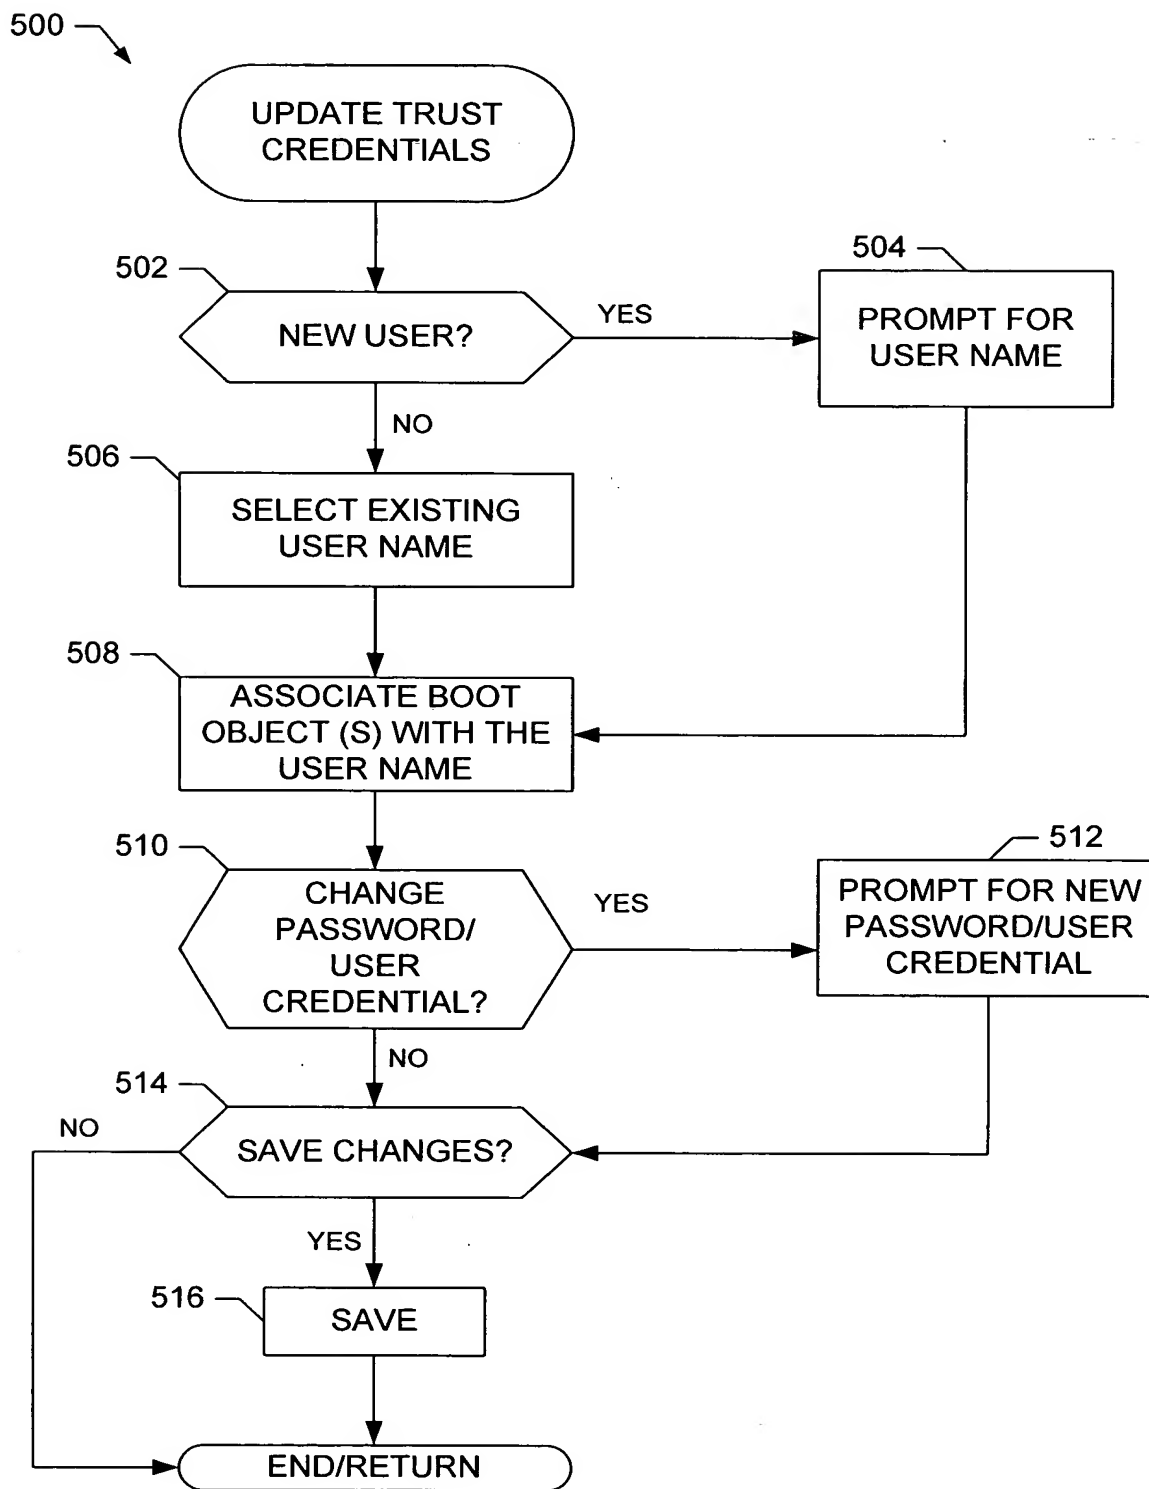 500
UPDATE TRUST
CREDENTIALS
502
NEW USER?
YES
504
PROMPT FOR
USER NAME
NO
506
SELECT EXISTING
USER NAME
508
ASSOCIATE BOOT
OBJECT (S) WITH THE
USER NAME
510
CHANGE
PASSWORD/
USER
CREDENTIAL?
YES
512
PROMPT FOR NEW
PASSWORD/USER
CREDENTIAL
NO
514
NO
SAVE CHANGES?
YES
516
SAVE
END/RETURN